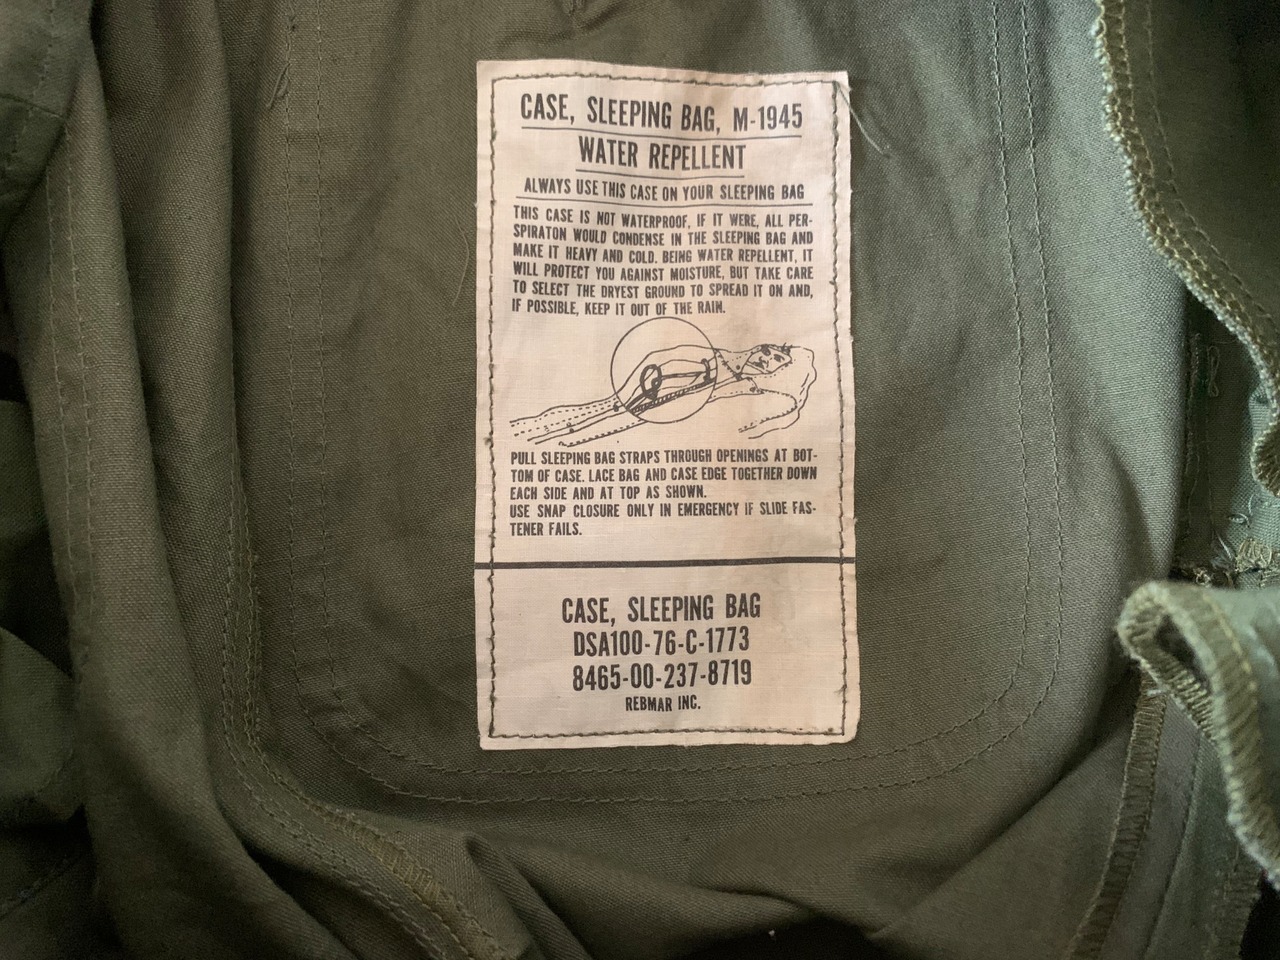 CASE, SLEEPING BAG, M-1945
WATER REPELLENT
ALWAYS USE THIS CASE ON YOUR SLEEPING BAG
THIS CASE IS NOT WATERPROOF, IF IT WERE, ALL PER-
SPIRATON WOULD CONDENSE IN THE SLEEPING BAG AND
MAKE IT HEAVY AND COLD. BEING WATER REPELLENT, IT
WILL PROTECT YOU AGAINST MOISTURE, BUT TAKE CARE
TO SELECT THE DRYEST GROUND TO SPREAD IT ON AND,
IF POSSIBLE, KEEP IT OUT OF THE RAIN.
PULL SLEEPING BAG STRAPS THROUGH OPENINGS AT BOT-
TOM OF CASE. LACE BAG AND CASE EDGE TOGETHER DOWN
EACH SIDE AND AT TOP AS SHOWN.
USE SNAP CLOSURE ONLY IN EMERGENCY IF SLIDE FAS-
TENER FAILS.
CASE, SLEEPING BAG
DSA100-76-C-1773
8465-00-237-8719
REBMAR INC.